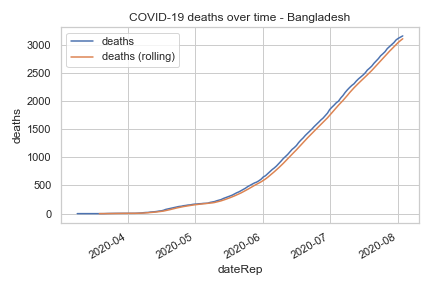 COVID-19 deaths over time - Bangladesh
deaths
deaths (rolling)
deaths
3000
2500
2000
1500
1000
500
0
2020-04
2020-05
2020-06
2020-07
2020-08
dateRep